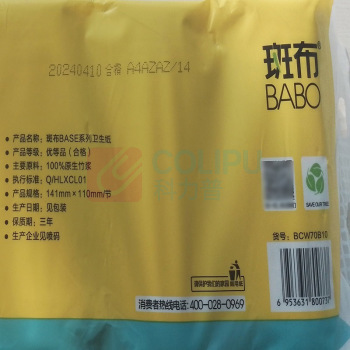 20240410 合格 A4AZAZ/14
斑布®
BABO
• 产品名称：斑布BASE系列卫生纸
• 产品等级：优等品（合格）
• 主要原料：100%原生竹浆
• 执行标准：Q/HLXCL01
• 产品规格：141mm×110mm/节
• 生产日期：见包装
• 保质期：三年
• 生产企业见喷码
SAVE OUR TREES
货号：BCW70B10
消费者热线电话：400-028-0969
6 953631 800737